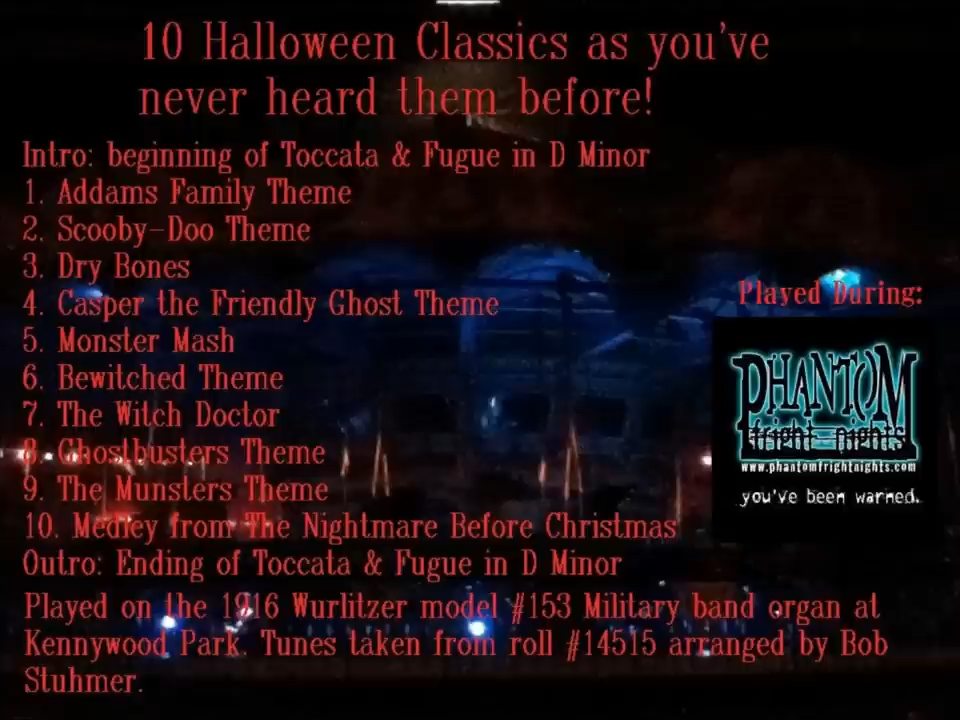 10 Halloween Classics as you've
never heard them before!
Intro: beginning of Toccata & Fugue in D Minor
1. Addams Family Theme
2. Scooby-Doo Theme
3. Dry Bones
4. Casper the Friendly Ghost Theme
5. Monster Mash
6. Bewitched Theme
7. The Witch Doctor
8. Ghostbusters Theme
9. The Munsters Theme
10. Medley from The Nightmare Before Christmas
Outro: Ending of Toccata & Fugue in D Minor
Played on the 1916 Wurlitzer model #153 Military band organ at
Kennywood Park. Tunes taken from roll #14515 arranged by Bob
Stuhmer.
Played During:
PHANTOM
fright nights
www.phantomfrightnights.com
you've been warned.